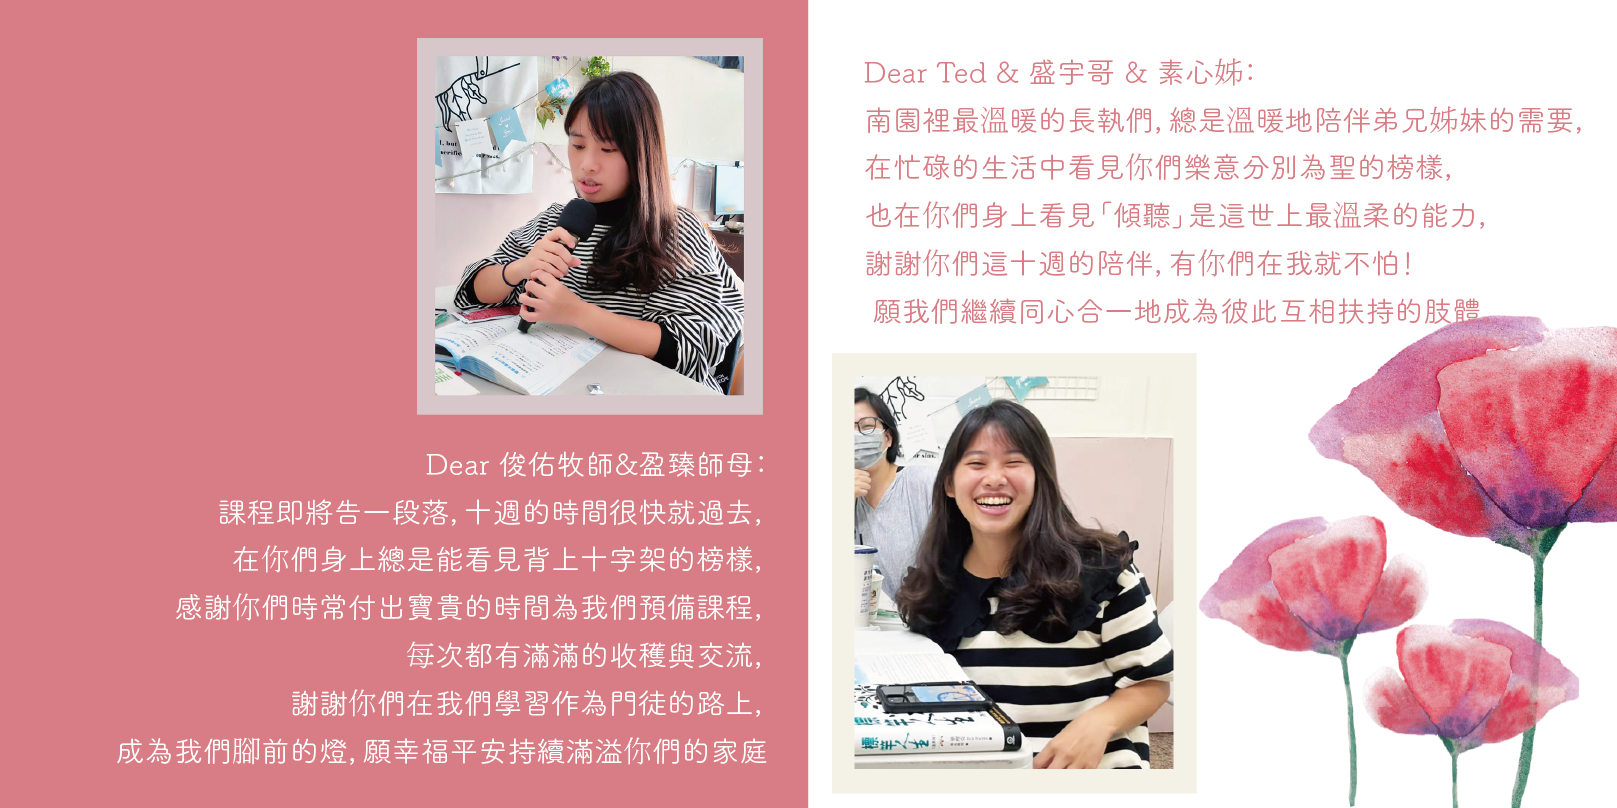 Dear 俊佑牧師&盈臻師母：
課程即將告一段落，十週的時間很快就過去，
在你們身上總是能看見背上十字架的榜樣，
感謝你們時常付出寶貴的時間為我們預備課程，
每次都有滿滿的收穫與交流，
謝謝你們在我們學習作為門徒的路上，
成為我們腳前的燈，願幸福平安持續滿溢你們的家庭
Dear Ted & 盛宇哥 & 素心姊：
南園裡最溫暖的長執們，總是溫暖地陪伴弟兄姊妹的需要，
在忙碌的生活中看見你們樂意分別為聖的榜樣，
也在你們身上看見「傾聽」是這世上最溫柔的能力，
謝謝你們這十週的陪伴，有你們在我就不怕！
願我們繼續同心合一地成為彼此互相扶持的肢體
標竿人生